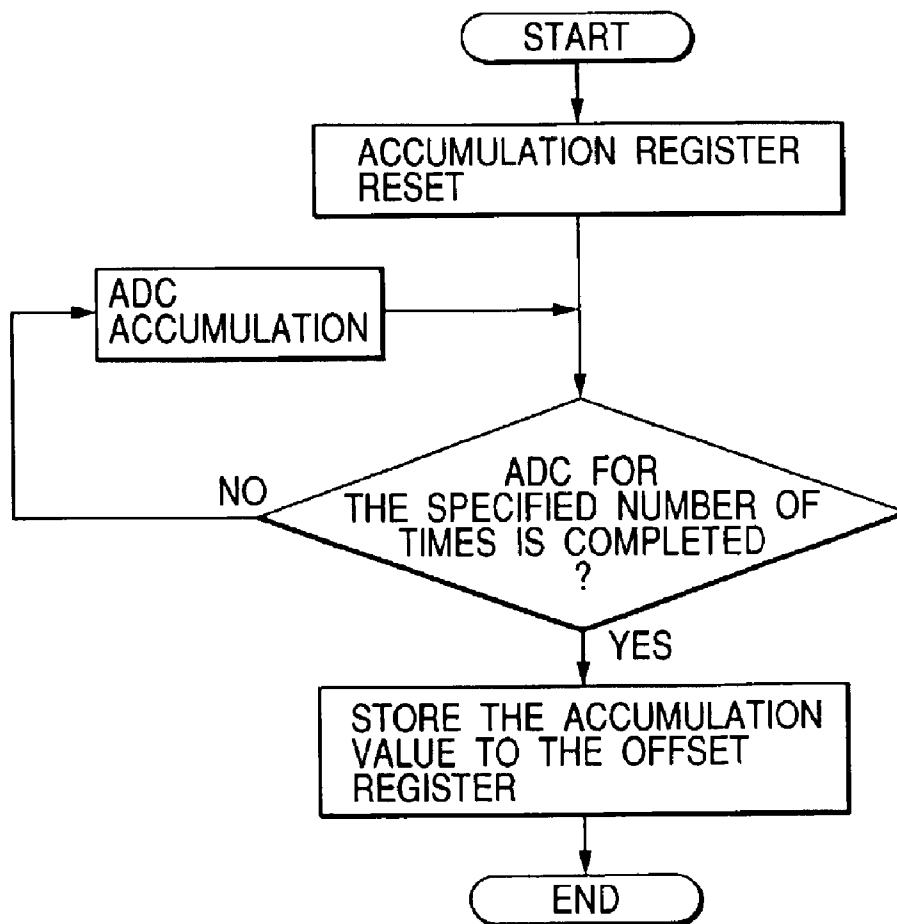 START
ACCUMULATION REGISTER
RESET
ADC
ACCUMULATION
ADC FOR
THE SPECIFIED NUMBER OF
TIMES IS COMPLETED
?
NO
YES
STORE THE ACCUMULATION
VALUE TO THE OFFSET
REGISTER
END